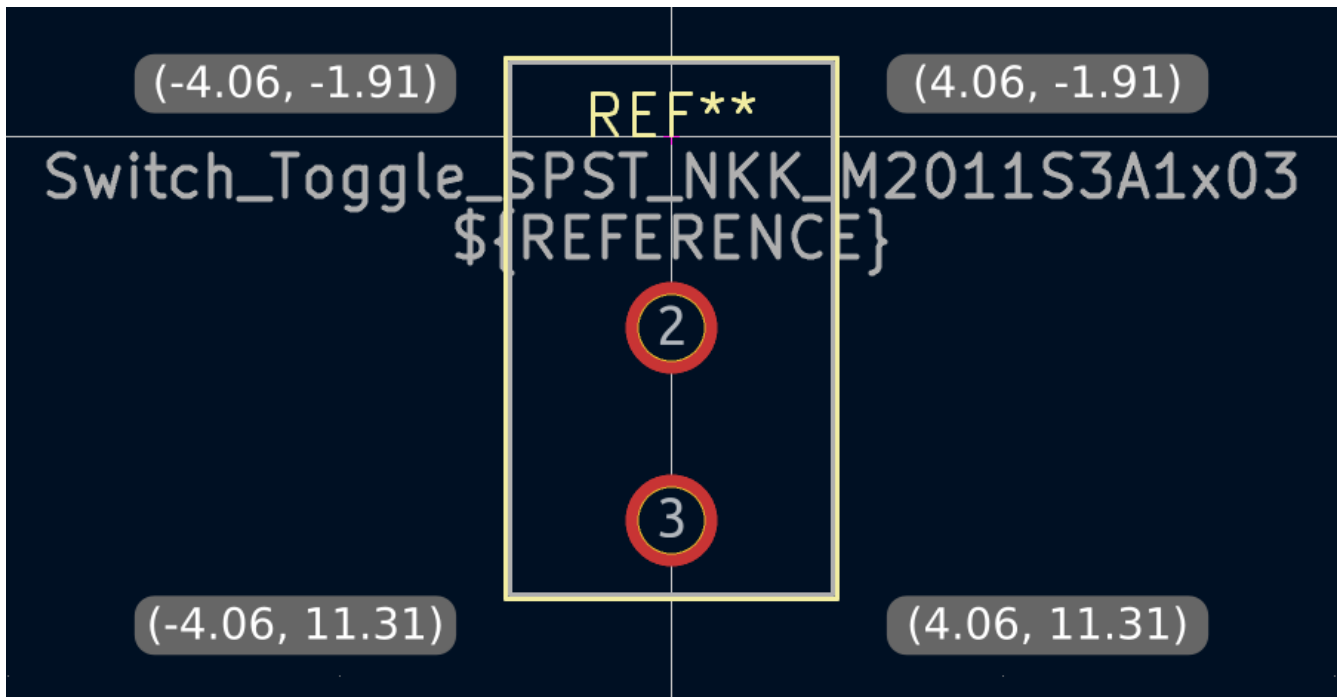 (-4.06, -1.91)
(4.06, -1.91)
REF**
Switch_Toggle_SPST_NKK_M2011S3A1x03
${REFERENCE}
2
3
(-4.06, 11.31)
(4.06, 11.31)